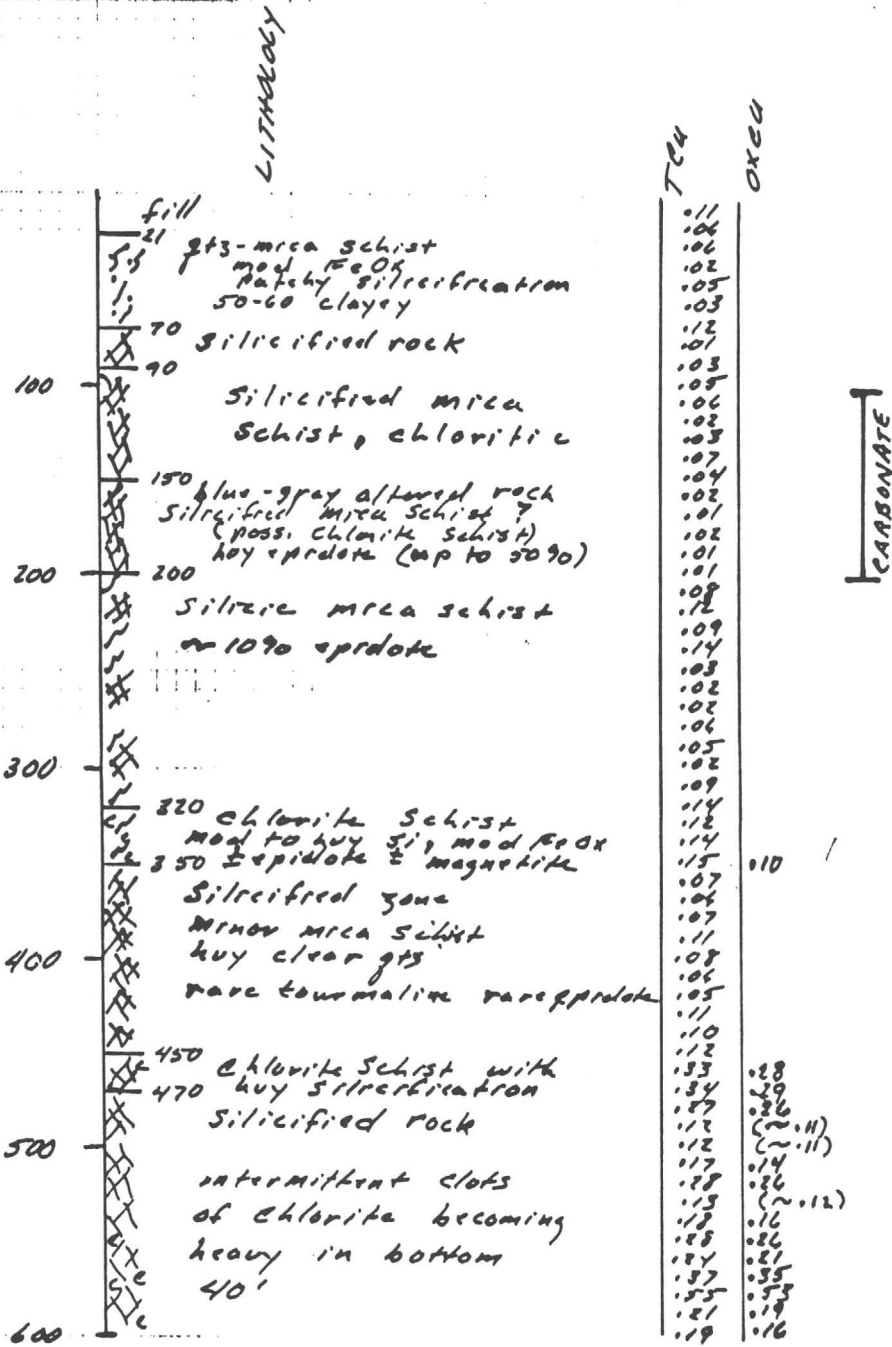 LITHOLOGY
TCu
OXCU
fill
21
qtz-mica schist
mod FeOx
Patchy silicification
50-60 clayey
70
Silicified rock
90
100
Silicified mica
Schist, chloritic
150
blue-gray altered rock
Silicified mica schist ?
(poss. chlorite schist)
hvy epidote (up to 50%)
200
200
Silicic mica schist
~ 10% epidote
300
320
Chlorite Schist
mod to hvy Si, mod FeOx
350
± epidote ± magnetite
Silicified zone
Minor mica schist
hvy clear qtz
400
rare tourmaline rare epidote
450
Chlorite Schist with
470
hvy silicification
Silicified rock
500
intermittent clots
of chlorite becoming
heavy in bottom
40'
600
.11
.06
.06
.02
.05
.03
.12
.01
.03
.05
.06
.02
.03
.07
.04
.02
.01
.02
.01
.01
.09
.12
.09
.14
.03
.02
.02
.06
.05
.02
.09
.14
.12
.14
.15 .10
.07
.06
.07
.11
.08
.06
.05
.11
.10
.12
.33 .28
.34 .29
.27 .26
.12 (~.11)
.12 (~.11)
.17 .14
.28 .26
.13 (~.12)
.18 .16
.28 .26
.24 .21
.37 .35
.55 .53
.21 .19
.19 .16
CARBONATE